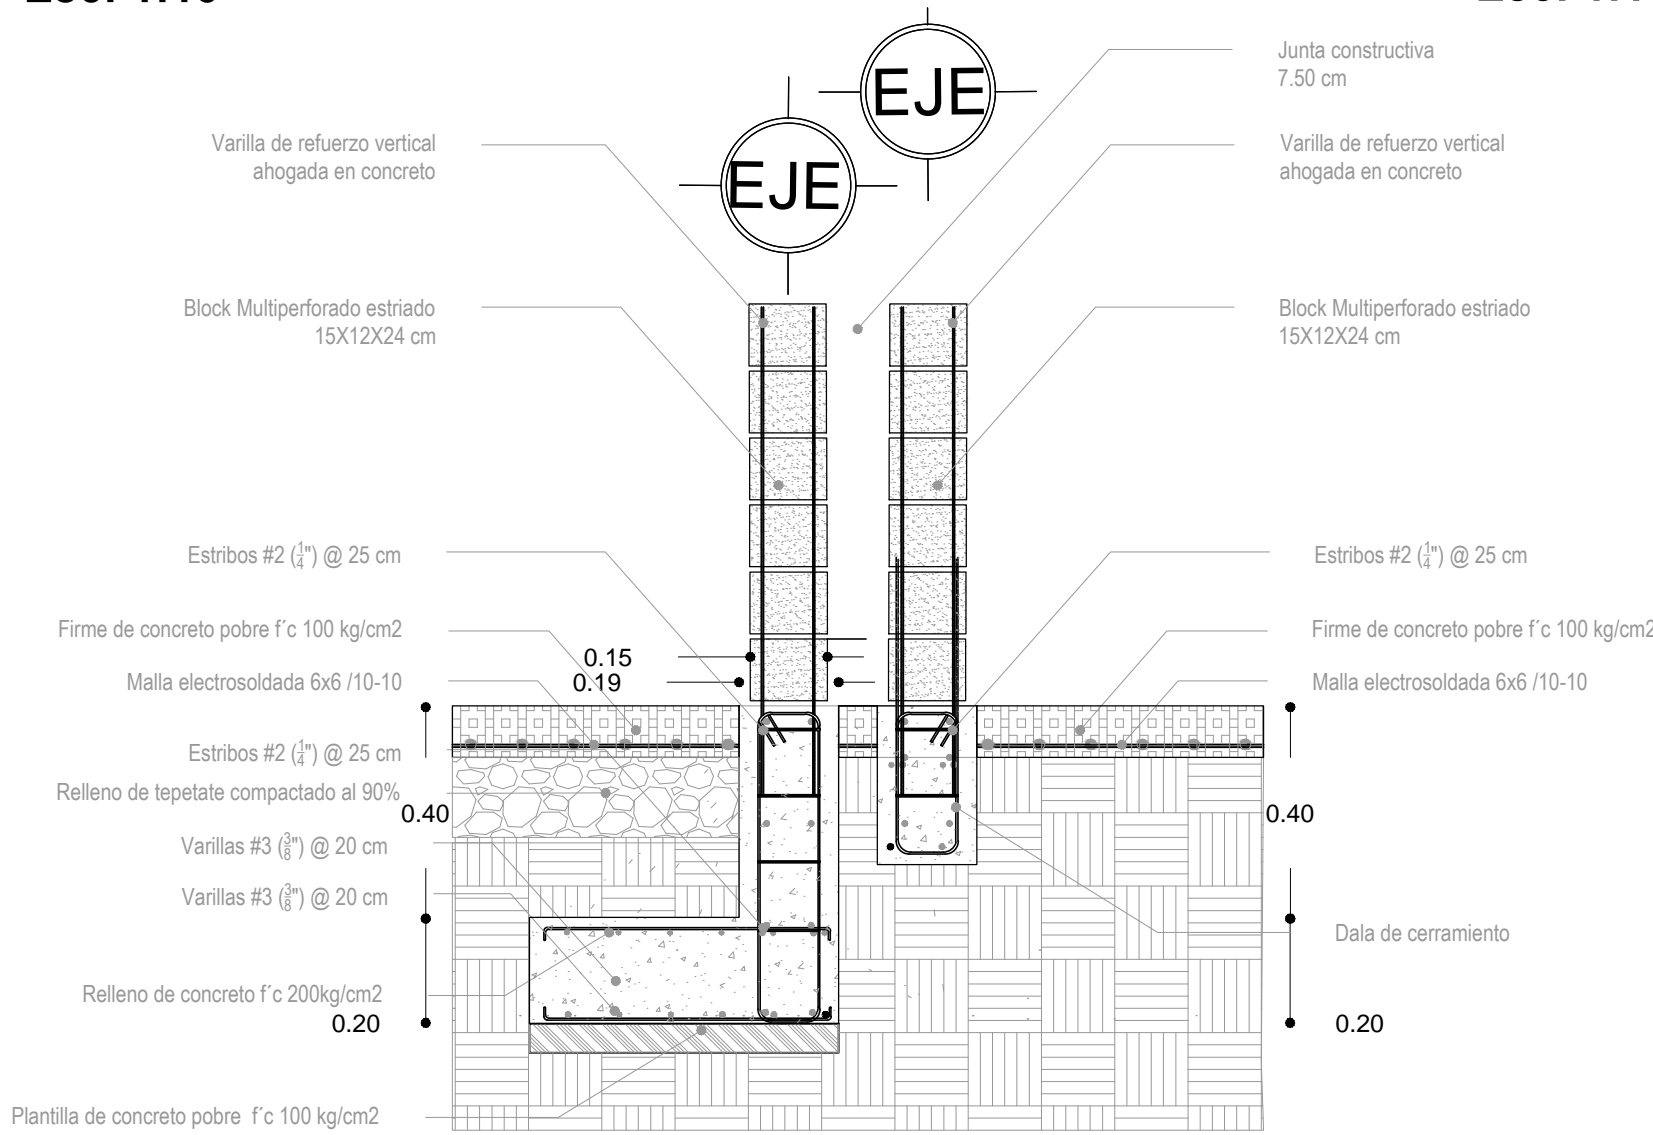 EJE
EJE
Junta constructiva
7.50 cm
Varilla de refuerzo vertical
ahogada en concreto
Varilla de refuerzo vertical
ahogada en concreto
Block Multiperforado estriado
15X12X24 cm
Block Multiperforado estriado
15X12X24 cm
Estribos #2 (1/4") @ 25 cm
Estribos #2 (1/4") @ 25 cm
Firme de concreto pobre f´c 100 kg/cm2
Firme de concreto pobre f´c 100 kg/cm2
0.15
0.19
Malla electrosoldada 6x6 /10-10
Malla electrosoldada 6x6 /10-10
Estribos #2 (1/4") @ 25 cm
Relleno de tepetate compactado al 90%
0.40
0.40
Varillas #3 (3/8") @ 20 cm
Varillas #3 (3/8") @ 20 cm
Dala de cerramiento
Relleno de concreto f´c 200kg/cm2
0.20
0.20
Plantilla de concreto pobre f´c 100 kg/cm2